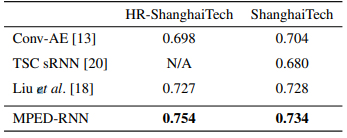 HR-ShanghaiTech ShanghaiTech
Conv-AE [13] 0.698 0.704
TSC sRNN [20] N/A 0.680
Liu et al. [18] 0.727 0.728
MPED-RNN 0.754 0.734